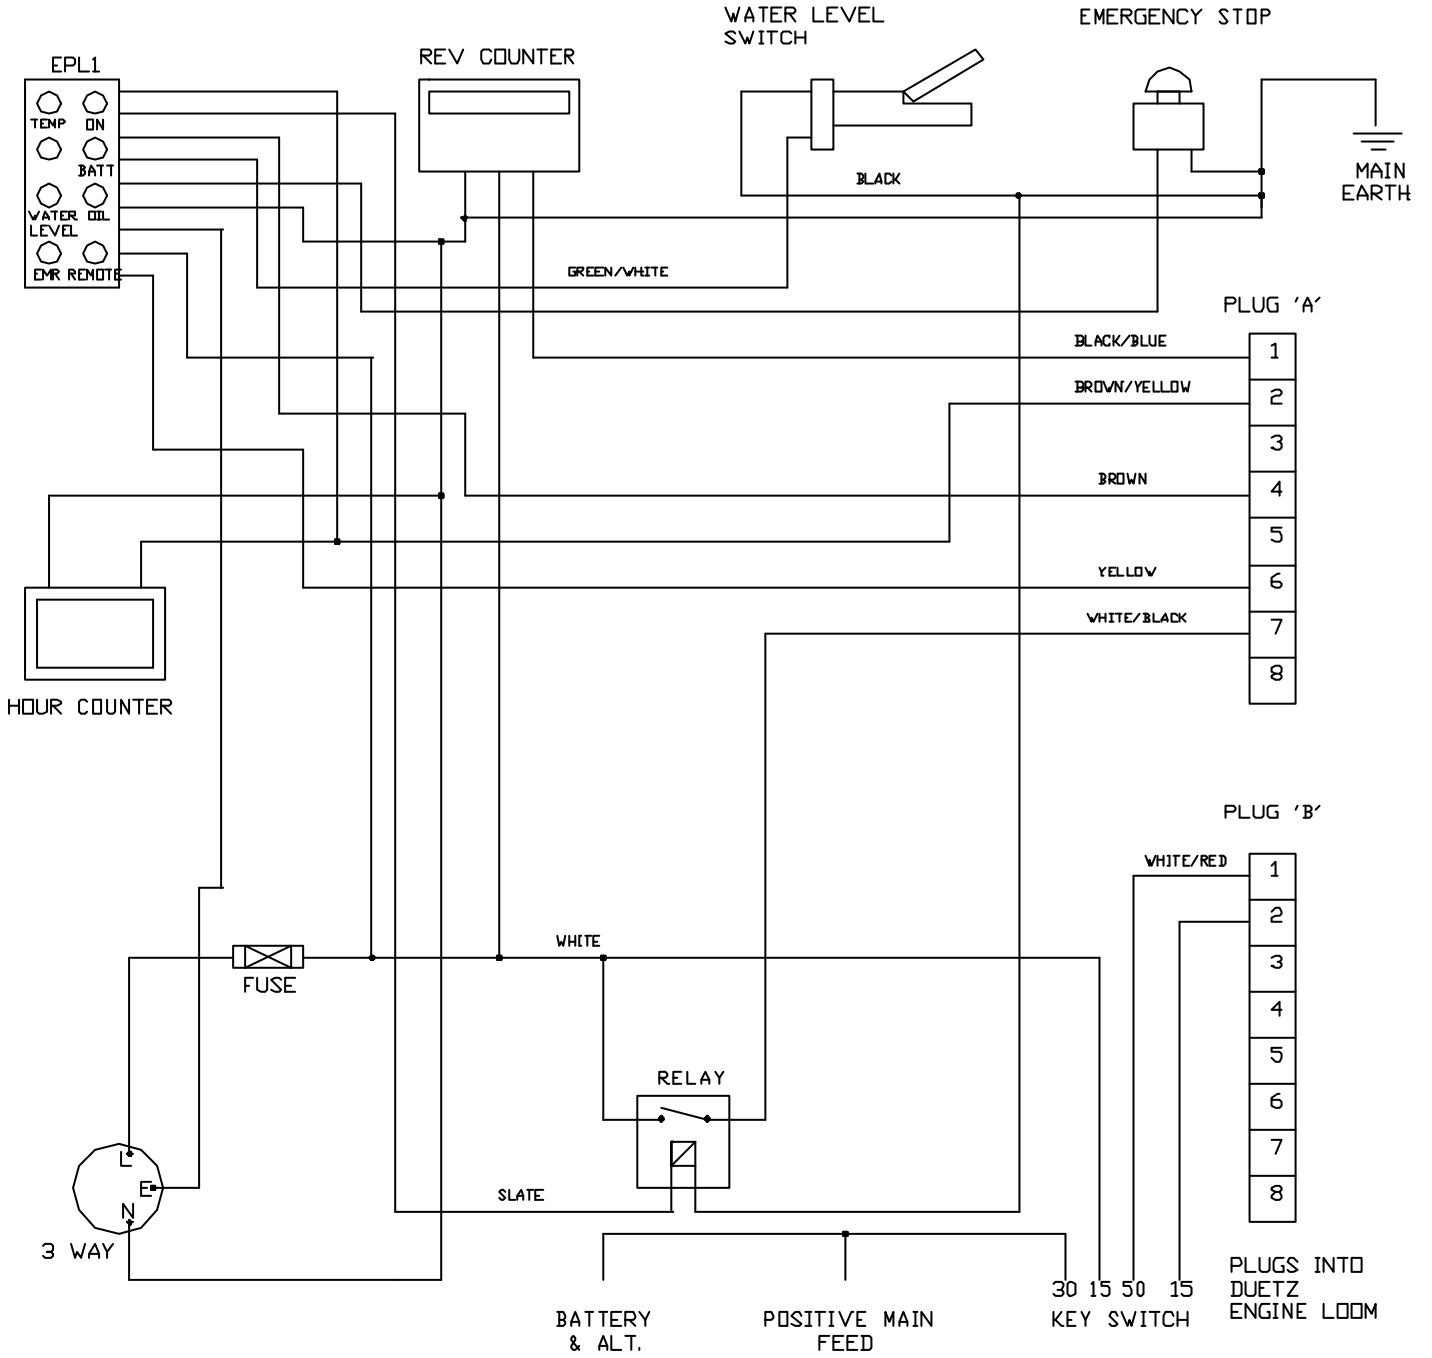 WATER LEVEL
SWITCH
EMERGENCY STOP
REV COUNTER
EPL1
TEMP ON
BATT
WATER OIL
LEVEL
EMR REMOTE
BLACK
MAIN
EARTH
GREEN/WHITE
PLUG 'A'
BLACK/BLUE
1
BROWN/YELLOW
2
3
BROWN
4
5
YELLOW
6
WHITE/BLACK
7
8
HOUR COUNTER
PLUG 'B'
WHITE/RED
1
2
WHITE
3
FUSE
4
5
RELAY
6
7
L
E
N
SLATE
8
3 WAY
PLUGS INTO
DUETZ
ENGINE LOOM
30 15 50 15
KEY SWITCH
BATTERY
& ALT.
POSITIVE MAIN
FEED